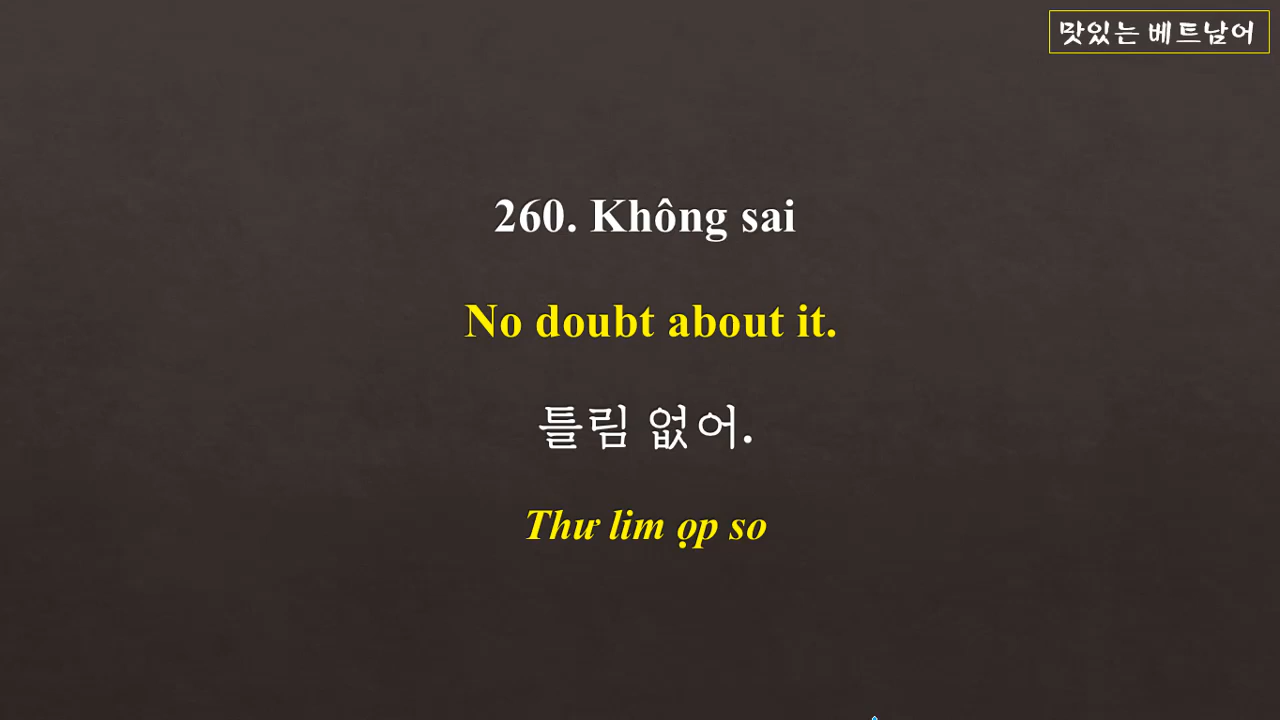 맛있는 베트남어
260. Không sai
No doubt about it.
틀림 없어.
Thư lim ọp so